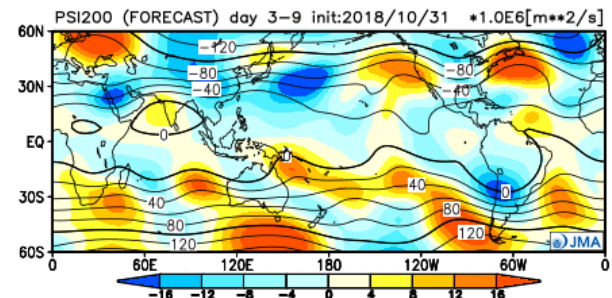 PSI200 (FORECAST) day 3-9 init:2018/10/31 *1.0E6[m**2/s]
60N
-120
-80
-80
-40
-40
30N
0
EQ
0
30S
40
40
0
80
80
120
120
60S
JMA
0 60E 120E 180 120W 60W 0
-16 -12 -8 -4 0 4 8 12 16